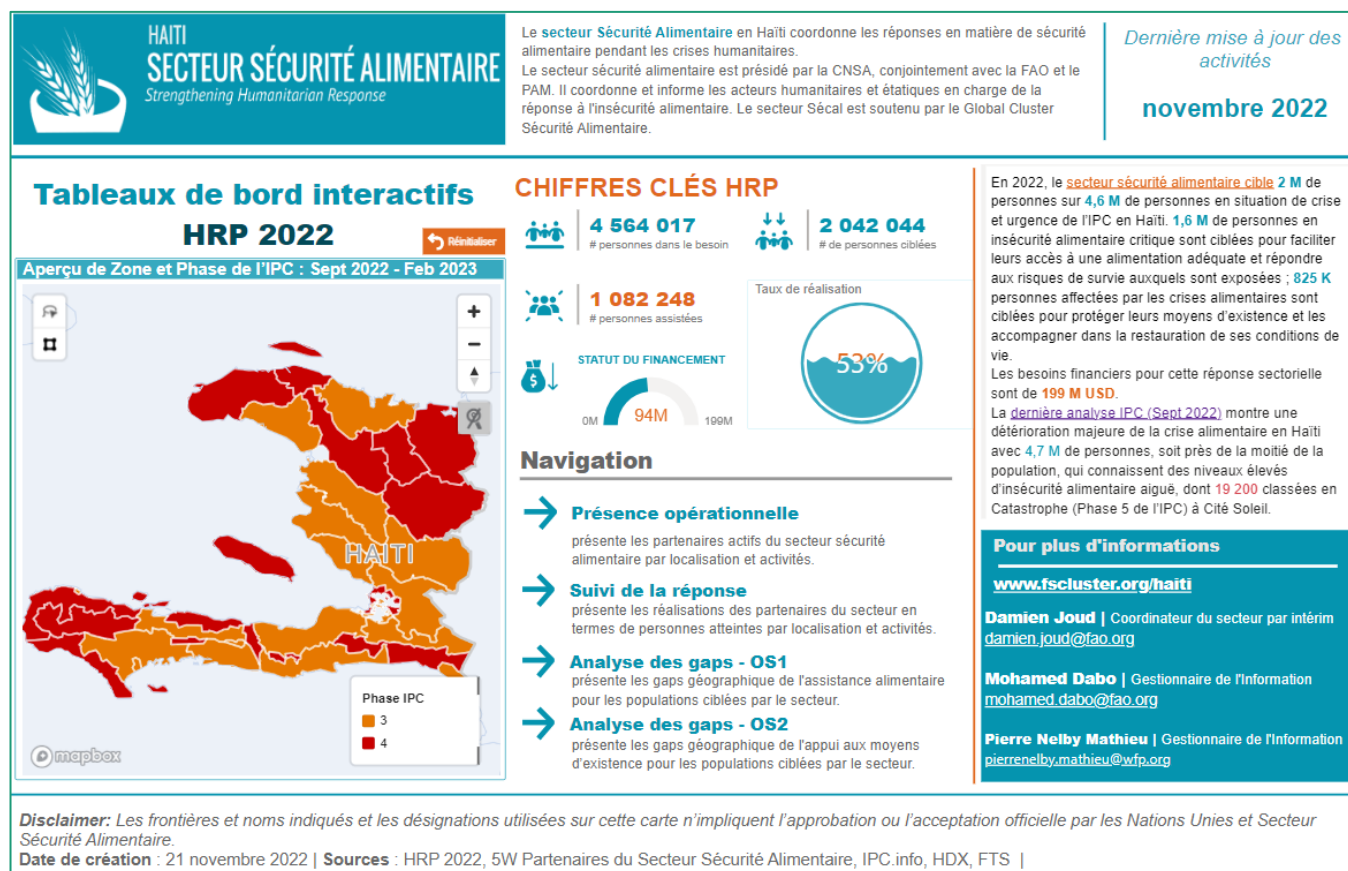 HAITI
SECTEUR SÉCURITÉ ALIMENTAIRE
Strengthening Humanitarian Response
Le secteur Sécurité Alimentaire en Haïti coordonne les réponses en matière de sécurité
alimentaire pendant les crises humanitaires.
Le secteur sécurité alimentaire est présidé par la CNSA, conjointement avec la FAO et le
PAM. Il coordonne et informe les acteurs humanitaires et étatiques en charge de la
réponse à l'insécurité alimentaire. Le secteur Sécal est soutenu par le Global Cluster
Sécurité Alimentaire.
Dernière mise à jour des
activités
novembre 2022
Tableaux de bord interactifs
HRP 2022
Réinitialiser
Aperçu de Zone et Phase de l'IPC : Sept 2022 - Feb 2023
HAITI
Phase IPC
3
4
mapbox
CHIFFRES CLÉS HRP
4 564 017
# personnes dans le besoin
2 042 044
# de personnes ciblées
1 082 248
# personnes assistées
Taux de réalisation
53%
STATUT DU FINANCEMENT
0M
94M
199M
Navigation
Présence opérationnelle
présente les partenaires actifs du secteur sécurité
alimentaire par localisation et activités.
Suivi de la réponse
présente les réalisations des partenaires du secteur en
termes de personnes atteintes par localisation et activités.
Analyse des gaps - OS1
présente les gaps géographique de l'assistance alimentaire
pour les populations ciblées par le secteur.
Analyse des gaps - OS2
présente les gaps géographique de l'appui aux moyens
d'existence pour les populations ciblées par le secteur.
En 2022, le secteur sécurité alimentaire cible 2 M de
personnes sur 4,6 M de personnes en situation de crise
et urgence de l'IPC en Haïti. 1,6 M de personnes en
insécurité alimentaire critique sont ciblées pour faciliter
leurs accès à une alimentation adéquate et répondre
aux risques de survie auxquels sont exposées ; 825 K
personnes affectées par les crises alimentaires sont
ciblées pour protéger leurs moyens d'existence et les
accompagner dans la restauration de ses conditions de
vie.
Les besoins financiers pour cette réponse sectorielle
sont de 199 M USD.
La dernière analyse IPC (Sept 2022) montre une
détérioration majeure de la crise alimentaire en Haïti
avec 4,7 M de personnes, soit près de la moitié de la
population, qui connaissent des niveaux élevés
d'insécurité alimentaire aiguë, dont 19 200 classées en
Catastrophe (Phase 5 de l'IPC) à Cité Soleil.
Pour plus d'informations
www.fscluster.org/haiti
Damien Joud | Coordinateur du secteur par intérim
damien.joud@fao.org
Mohamed Dabo | Gestionnaire de l'Information
mohamed.dabo@fao.org
Pierre Nelby Mathieu | Gestionnaire de l'Information
pierrenelby.mathieu@wfp.org
Disclaimer: Les frontières et noms indiqués et les désignations utilisées sur cette carte n'impliquent l'approbation ou l'acceptation officielle par les Nations Unies et Secteur
Sécurité Alimentaire.
Date de création : 21 novembre 2022 | Sources : HRP 2022, 5W Partenaires du Secteur Sécurité Alimentaire, IPC.info, HDX, FTS |